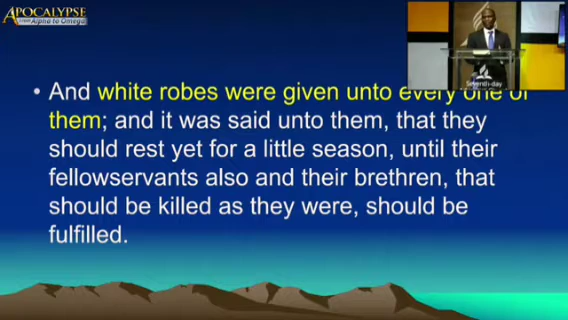 APOCALYPSE
from Alpha to Omega
• And white robes were given unto every one of
them; and it was said unto them, that they
should rest yet for a little season, until their
fellowservants also and their brethren, that
should be killed as they were, should be
fulfilled.
Seventh-day